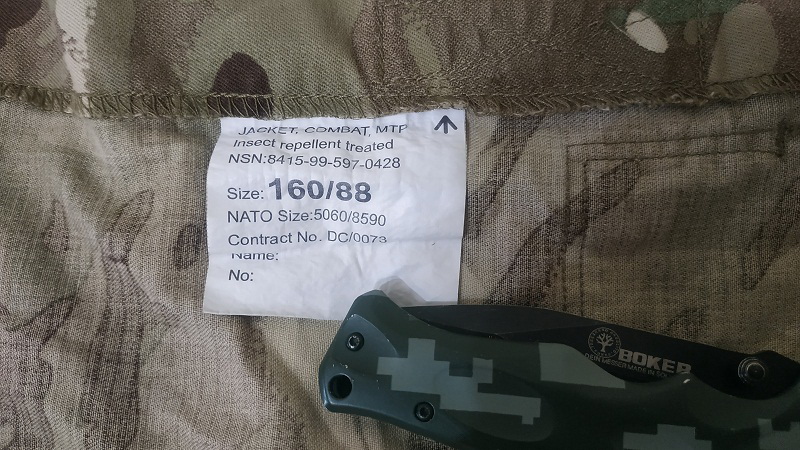 JACKET, COMBAT, MTP
Insect repellent treated
NSN:8415-99-597-0428
Size: 160/88
NATO Size:5060/8590
Contract No. DC/0073
Name:
No:
BOKER